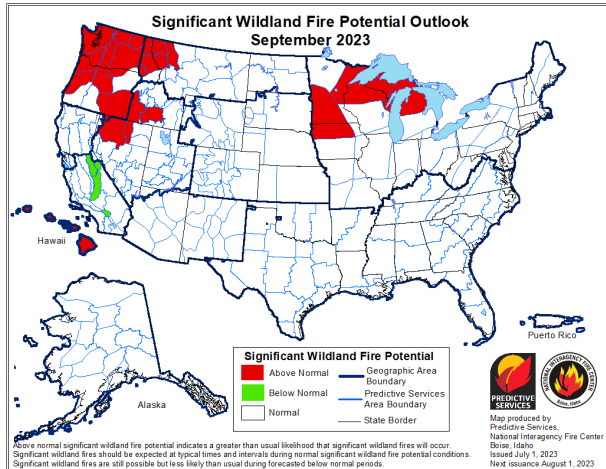 Significant Wildland Fire Potential Outlook
September 2023
Hawaii
Alaska
Puerto Rico
Significant Wildland Fire Potential
Above Normal
Below Normal
Normal
Geographic Area
Boundary
Predictive Services
Area Boundary
State Border
PREDICTIVE
SERVICES
NATIONAL INTERAGENCY FIRE CENTER
Boise, Idaho
Map produced by
Predictive Services,
National Interagency Fire Center
Boise, Idaho
Issued July 1, 2023
Next issuance August 1, 2023
Above normal significant wildland fire potential indicates a greater than usual likelihood that significant wildland fires will occur.
Significant wildland fires should be expected at typical times and intervals during normal significant wildland fire potential conditions.
Significant wildland fires are still possible but less likely than usual during forecasted below normal periods.